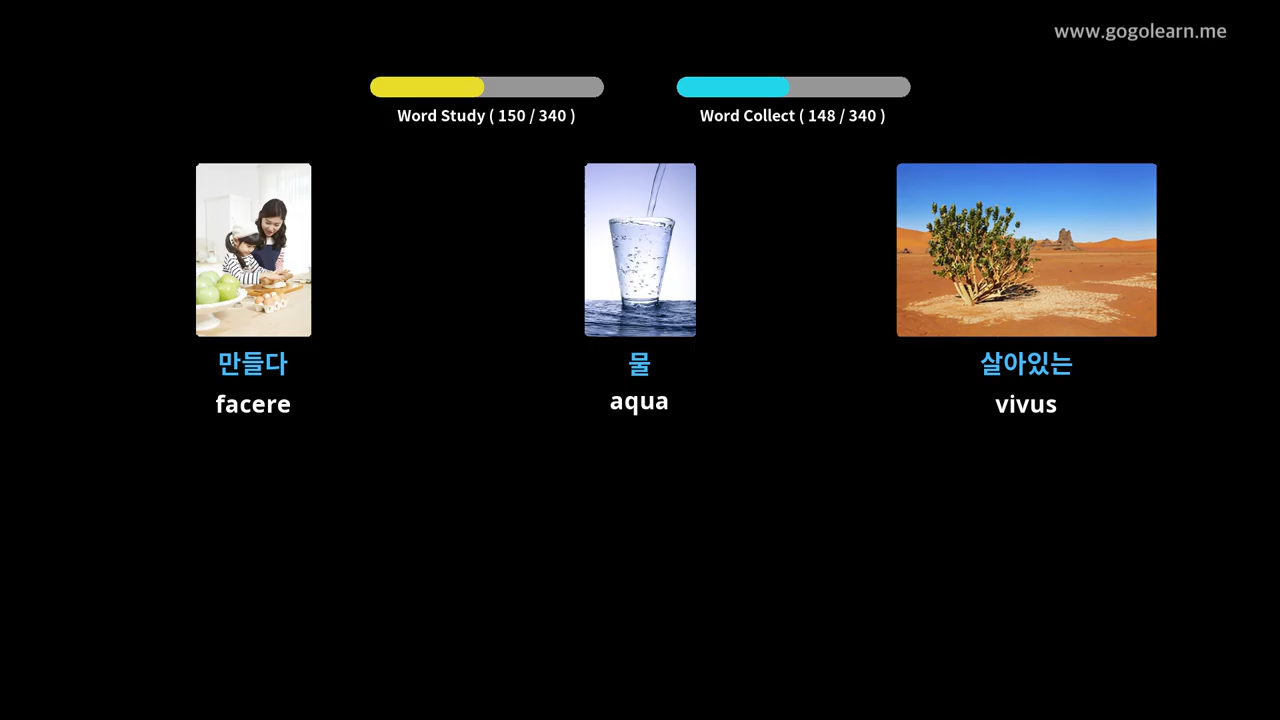 www.gogolearn.me
Word Study ( 150 / 340 )
Word Collect ( 148 / 340 )
만들다
facere
물
aqua
살아있는
vivus